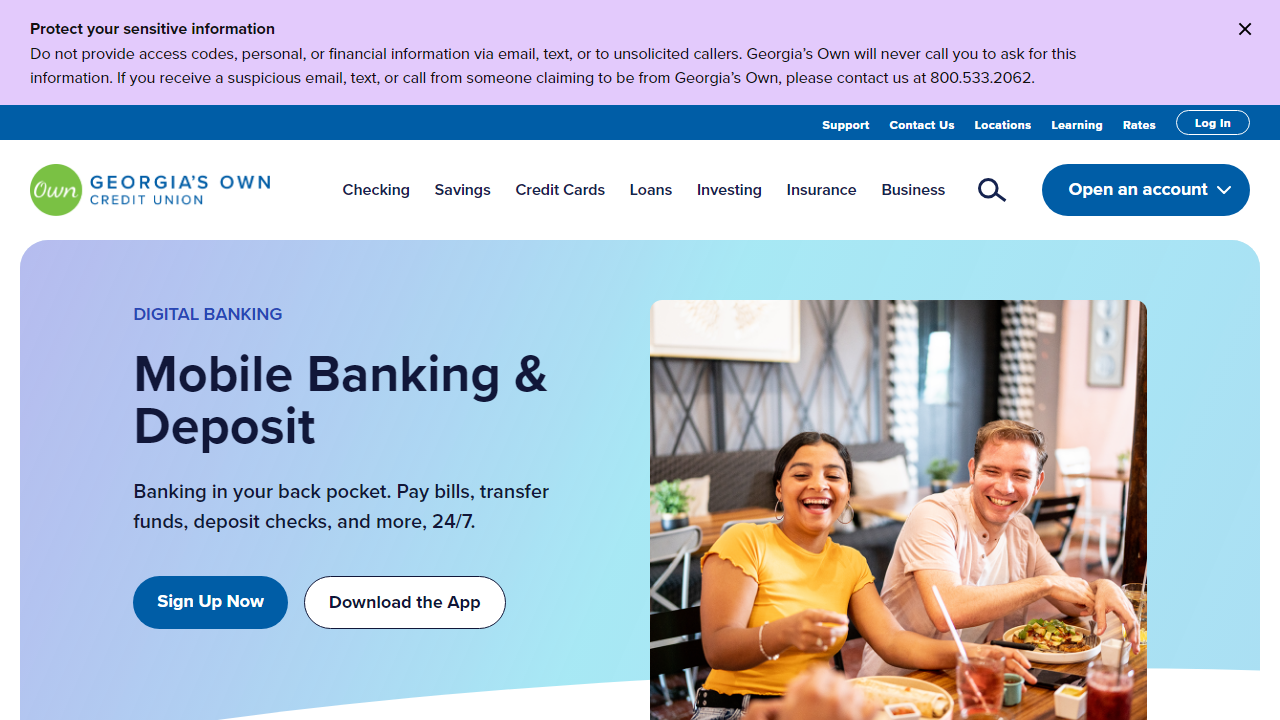 Protect your sensitive information
Do not provide access codes, personal, or financial information via email, text, or to unsolicited callers. Georgia’s Own will never call you to ask for this
information. If you receive a suspicious email, text, or call from someone claiming to be from Georgia’s Own, please contact us at 800.533.2062.
Support Contact Us Locations Learning Rates Log In
Own GEORGIA’S OWN
CREDIT UNION
Checking Savings Credit Cards Loans Investing Insurance Business Open an account
DIGITAL BANKING
Mobile Banking &
Deposit
Banking in your back pocket. Pay bills, transfer
funds, deposit checks, and more, 24/7.
Sign Up Now Download the App